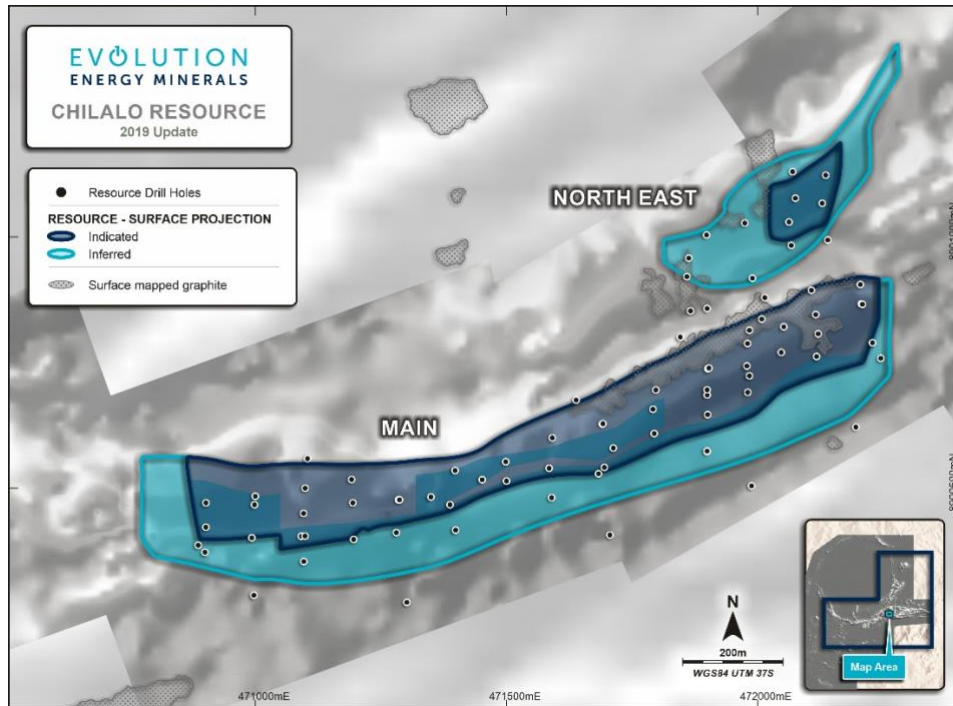 EVOLUTION
ENERGY MINERALS
CHILALO RESOURCE
2019 Update
Resource Drill Holes
RESOURCE - SURFACE PROJECTION
Indicated
Inferred
Surface mapped graphite
NORTH EAST
MAIN
N
200m
WGS84 UTM 37S
Map Area
471000mE
471500mE
472000mE